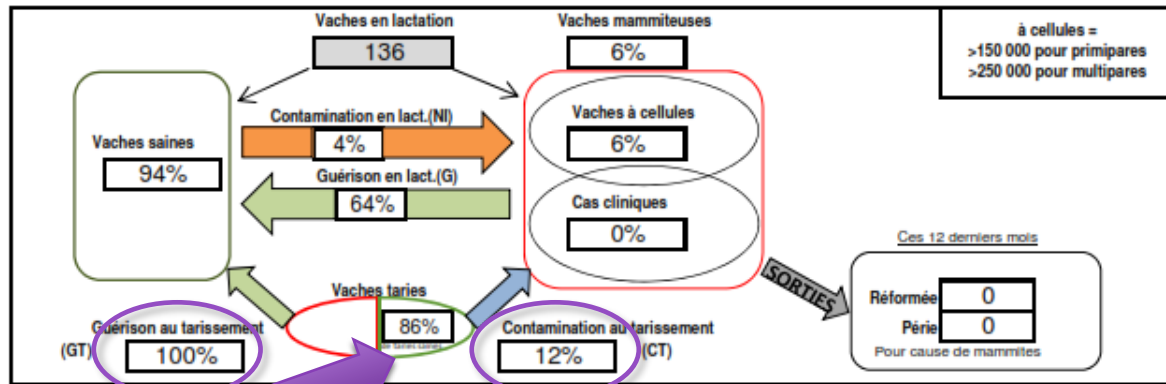 Vaches en lactation
136
Vaches mammiteuses
6%
à cellules =
>150 000 pour primipares
>250 000 pour multipares
Contamination en lact.(NI)
4%
Vaches saines
94%
Vaches à cellules
6%
Guérison en lact.(G)
64%
Cas cliniques
0%
Ces 12 derniers mois
SORTIES
Réformée 0
Périe 0
Pour cause de mammites
Vaches taries
86%
de taries saines
Guérison au tarissement
(GT) 100%
Contamination au tarissement
12% (CT)